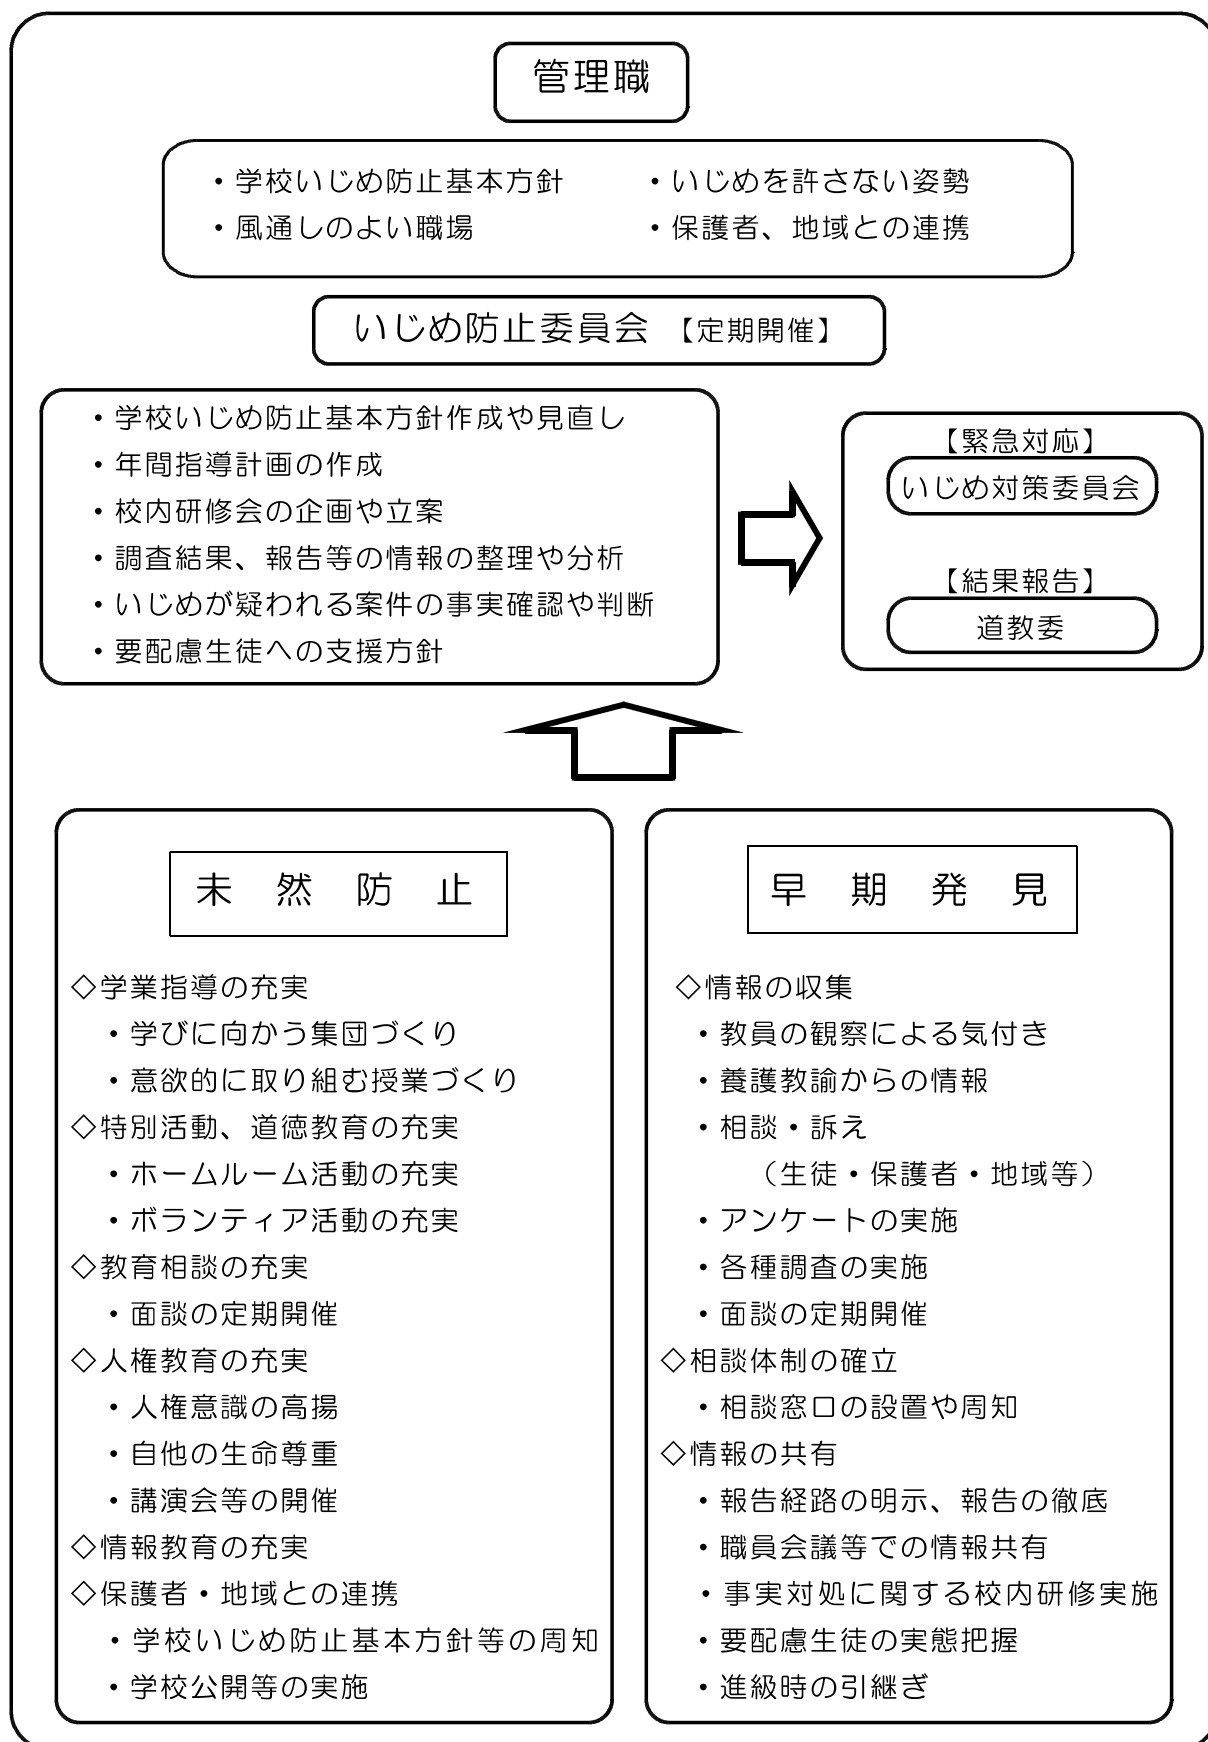 管理職
・学校いじめ防止基本方針　・いじめを許さない姿勢
・風通しのよい職場　・保護者、地域との連携
いじめ防止委員会 【定期開催】
・学校いじめ防止基本方針作成や見直し
・年間指導計画の作成
・校内研修会の企画や立案
・調査結果、報告等の情報の整理や分析
・いじめが疑われる案件の事実確認や判断
・要配慮生徒への支援方針
【緊急対応】
いじめ対策委員会
【結果報告】
道教委
未然防止
◇学業指導の充実
・学びに向かう集団づくり
・意欲的に取り組む授業づくり
◇特別活動、道徳教育の充実
・ホームルーム活動の充実
・ボランティア活動の充実
◇教育相談の充実
・面談の定期開催
◇人権教育の充実
・人権意識の高揚
・自他の生命尊重
・講演会等の開催
◇情報教育の充実
◇保護者・地域との連携
・学校いじめ防止基本方針等の周知
・学校公開等の実施
早期発見
◇情報の収集
・教員の観察による気付き
・養護教諭からの情報
・相談・訴え
（生徒・保護者・地域等）
・アンケートの実施
・各種調査の実施
・面談の定期開催
◇相談体制の確立
・相談窓口の設置や周知
◇情報の共有
・報告経路の明示、報告の徹底
・職員会議等での情報共有
・事実対処に関する校内研修実施
・要配慮生徒の実態把握
・進級時の引継ぎ